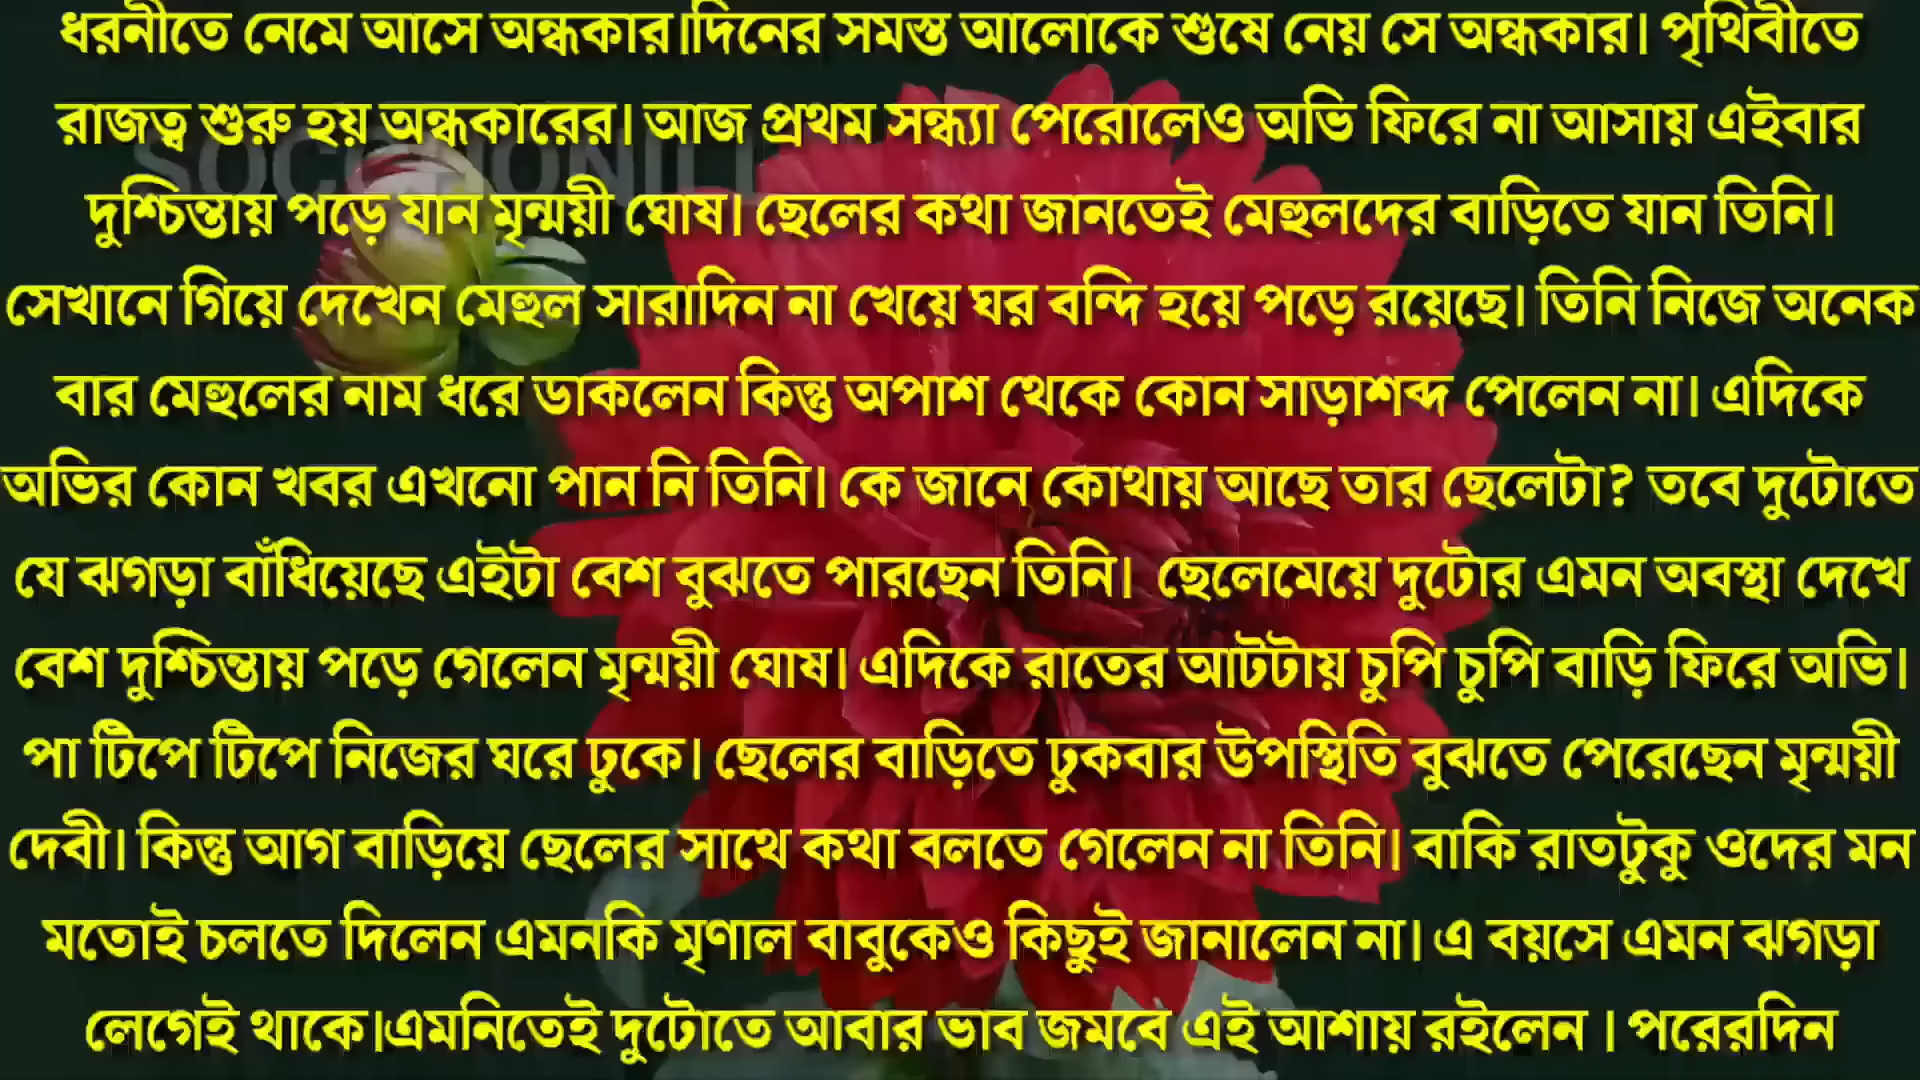 ধরনীতে নেমে আসে অন্ধকার।দিনের সমস্ত আলোকে শুষে নেয় সে অন্ধকার। পৃথিবীতে
রাজত্ব শুরু হয় অন্ধকারের। আজ প্রথম সন্ধ্যা পেরোলেও অভি ফিরে না আসায় এইবার
দুশ্চিন্তায় পড়ে যান মৃন্ময়ী ঘোষ। ছেলের কথা জানতেই মেহুলদের বাড়িতে যান তিনি।
সেখানে গিয়ে দেখেন মেহুল সারাদিন না খেয়ে ঘর বন্দি হয়ে পড়ে রয়েছে। তিনি নিজে অনেক
বার মেহুলের নাম ধরে ডাকলেন কিন্তু অপাশ থেকে কোন সাড়াশব্দ পেলেন না। এদিকে
অভির কোন খবর এখনো পান নি তিনি। কে জানে কোথায় আছে তার ছেলেটা? তবে দুটোতে
যে ঝগড়া বাঁধিয়েছে এইটা বেশ বুঝতে পারছেন তিনি। ছেলেমেয়ে দুটোর এমন অবস্থা দেখে
বেশ দুশ্চিন্তায় পড়ে গেলেন মৃন্ময়ী ঘোষ। এদিকে রাতের আটটায় চুপি চুপি বাড়ি ফিরে অভি।
পা টিপে টিপে নিজের ঘরে ঢুকে। ছেলের বাড়িতে ঢুকবার উপস্থিতি বুঝতে পেরেছেন মৃন্ময়ী
দেবী। কিন্তু আগ বাড়িয়ে ছেলের সাথে কথা বলতে গেলেন না তিনি। বাকি রাতটুকু ওদের মন
মতোই চলতে দিলেন এমনকি মৃণাল বাবুকেও কিছুই জানালেন না। এ বয়সে এমন ঝগড়া
লেগেই থাকে।এমনিতেই দুটোতে আবার ভাব জমবে এই আশায় রইলেন । পরেরদিন